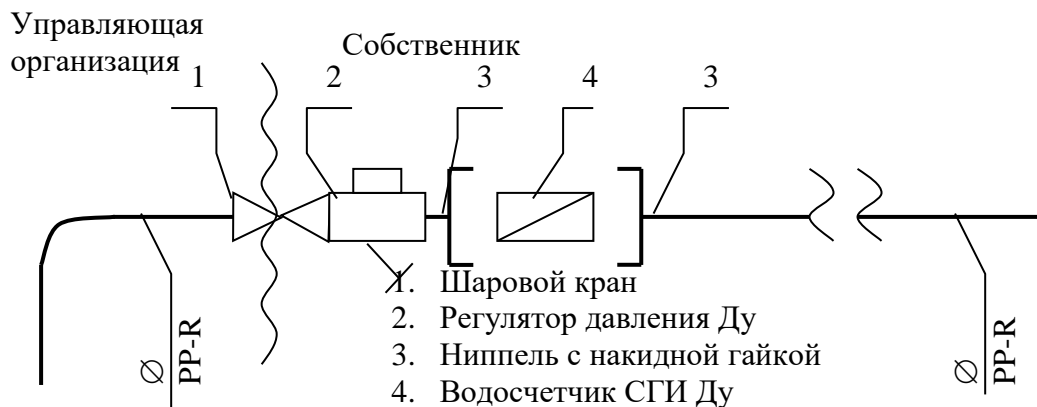 Управляющая
организация
Собственник
1
2
3
4
3
1. Шаровой кран
2. Регулятор давления Ду
3. Ниппель с накидной гайкой
4. Водосчетчик СГИ Ду
∅
PP-R
∅
PP-R